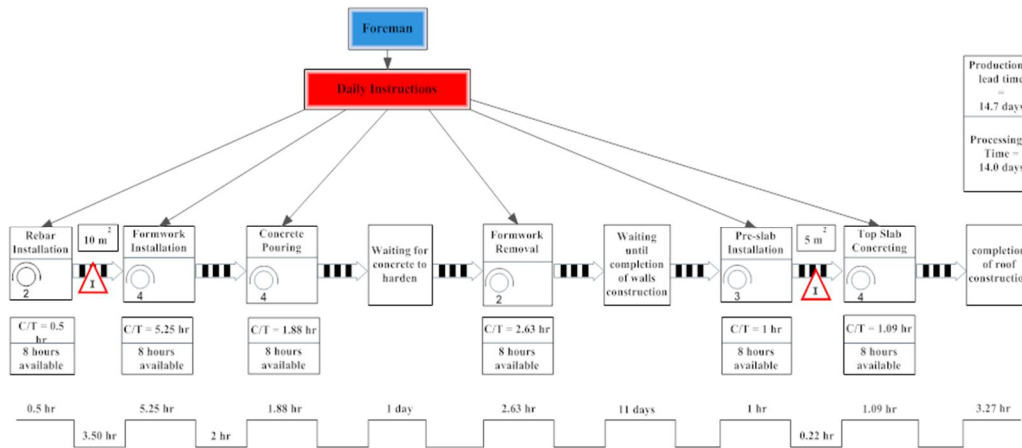 Foreman
Daily Instructions
Production
lead time
=
14.7 days
Processing
Time =
14.0 days
Rebar
Installation
2
10 m²
I
Formwork
Installation
4
Concrete
Pouring
4
Waiting for
concrete to
harden
Formwork
Removal
2
Waiting
until
completion
of walls
construction
Pre-slab
Installation
3
5 m²
I
Top Slab
Concreting
4
completion
of roof
construction
C/T = 0.5
hr
8 hours
available
C/T = 5.25 hr
8 hours
available
C/T = 1.88 hr
8 hours
available
C/T = 2.63 hr
8 hours
available
C/T = 1 hr
8 hours
available
C/T = 1.09 hr
8 hours
available
0.5 hr
3.50 hr
5.25 hr
2 hr
1.88 hr
1 day
2.63 hr
11 days
1 hr
0.22 hr
1.09 hr
3.27 hr